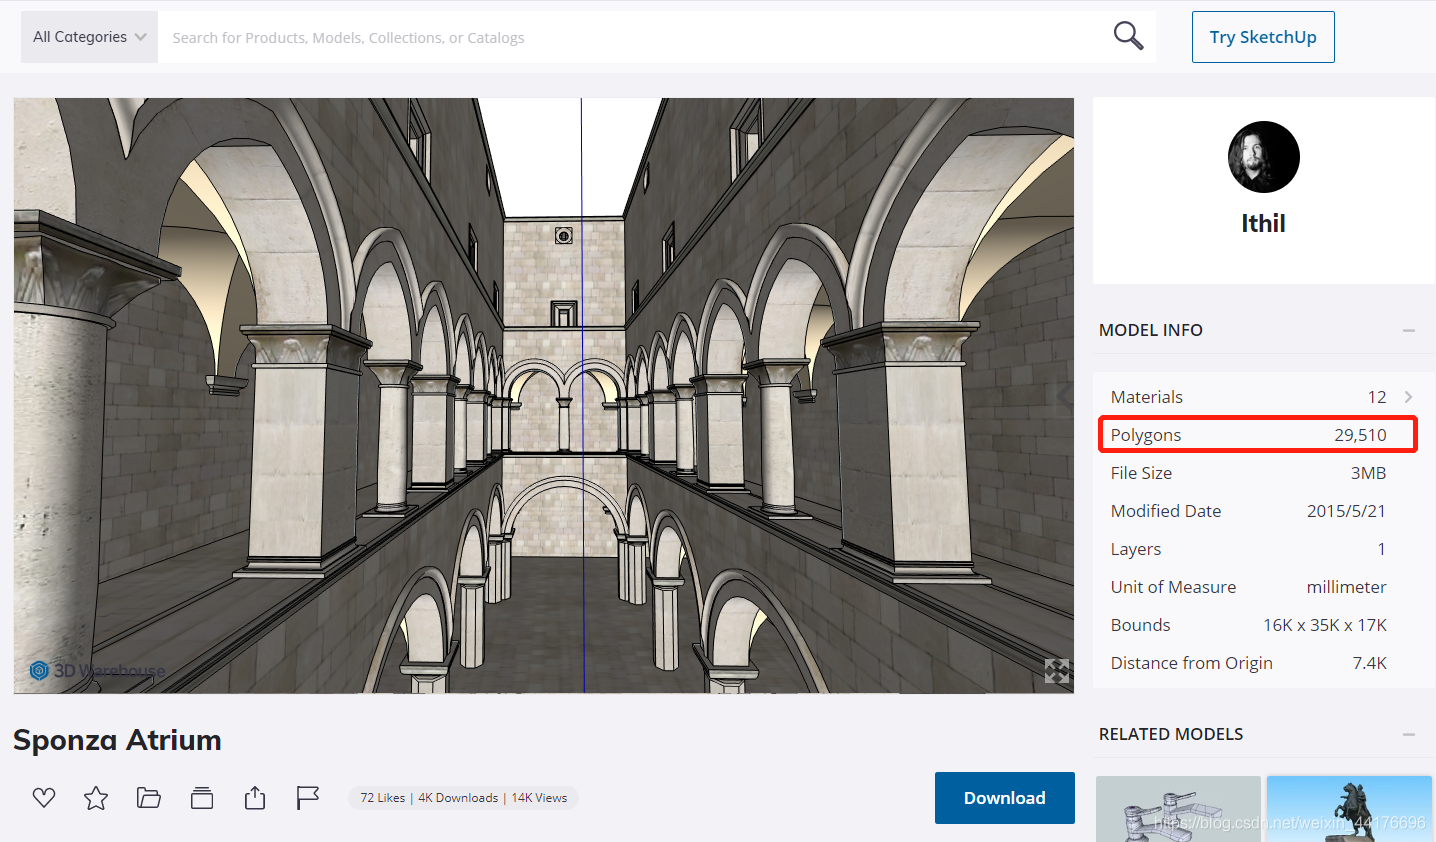 All Categories
Search for Products, Models, Collections, or Catalogs
Try SketchUp
3D Warehouse
Ithil
MODEL INFO
Materials 12
Polygons 29,510
File Size 3MB
Modified Date 2015/5/21
Layers 1
Unit of Measure millimeter
Bounds 16K x 35K x 17K
Distance from Origin 7.4K
Sponza Atrium
72 Likes | 4K Downloads | 14K Views
Download
RELATED MODELS
https://blog.csdn.net/weixin_44176696